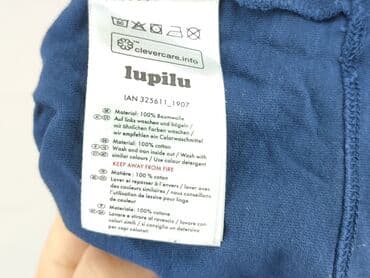 clevercare.info
lupilu
IAN 325611_1907
Material: 100% Baumwolle
Auf links waschen und bügeln /
mit ähnlichen Farben waschen /
wir empfehlen ein Colorwaschmittel
Material: 100% cotton
Wash and iron inside out / Wash with
similar colours / Use colour detergent
KEEP AWAY FROM FIRE
Matière : 100 % coton
Laver et repasser à l'envers / laver avec
des couleurs similaires / nous conseillons
de l'utilisation de lessive pour linge
de couleur
Materiale: 100% cotone
Lavare e stirare al rovescio / lavare con
colori simili / si consiglia un detersivo
per capi colorati